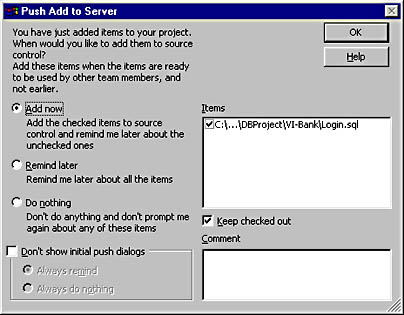 Push Add to Server
You have just added items to your project.
When would you like to add them to source
control?
Add these items when the items are ready
to be used by other team members, and
not earlier.
OK
Help
Add now
Add the checked items to source
control and remind me later about the
unchecked ones
Remind later
Remind me later about all the items
Do nothing
Don't do anything and don't prompt me
again about any of these items
Don't show initial push dialogs
Always remind
Always do nothing
Items
C:\...\DBProject\VI-Bank\Login.sql
Keep checked out
Comment